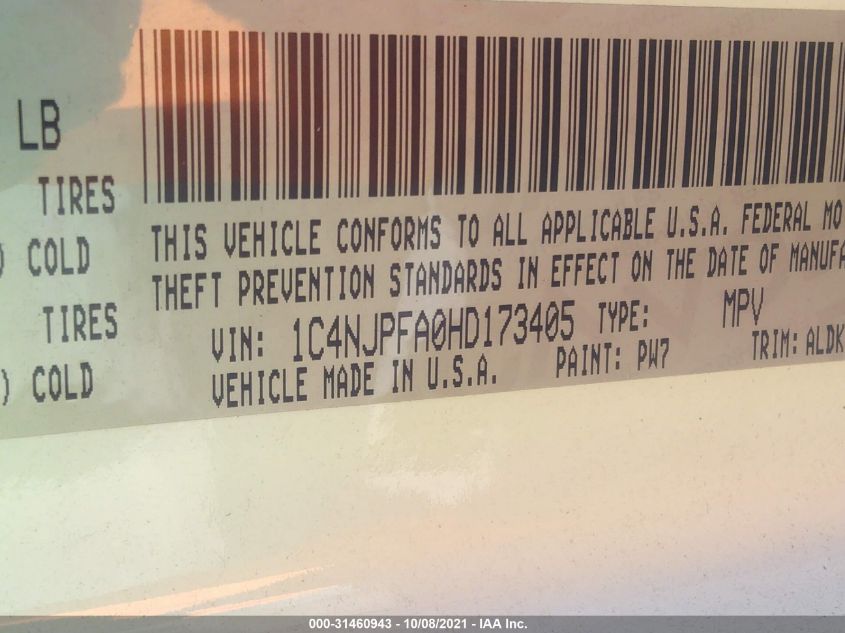 LB
TIRES
) COLD
TIRES
) COLD
THIS VEHICLE CONFORMS TO ALL APPLICABLE U.S.A. FEDERAL MO
THEFT PREVENTION STANDARDS IN EFFECT ON THE DATE OF MANUFA
VIN: 1C4NJPFA0HD173405 TYPE: MPV
VEHICLE MADE IN U.S.A. PAINT: PW7 TRIM: ALDK
000-31460943 - 10/08/2021 - IAA Inc.